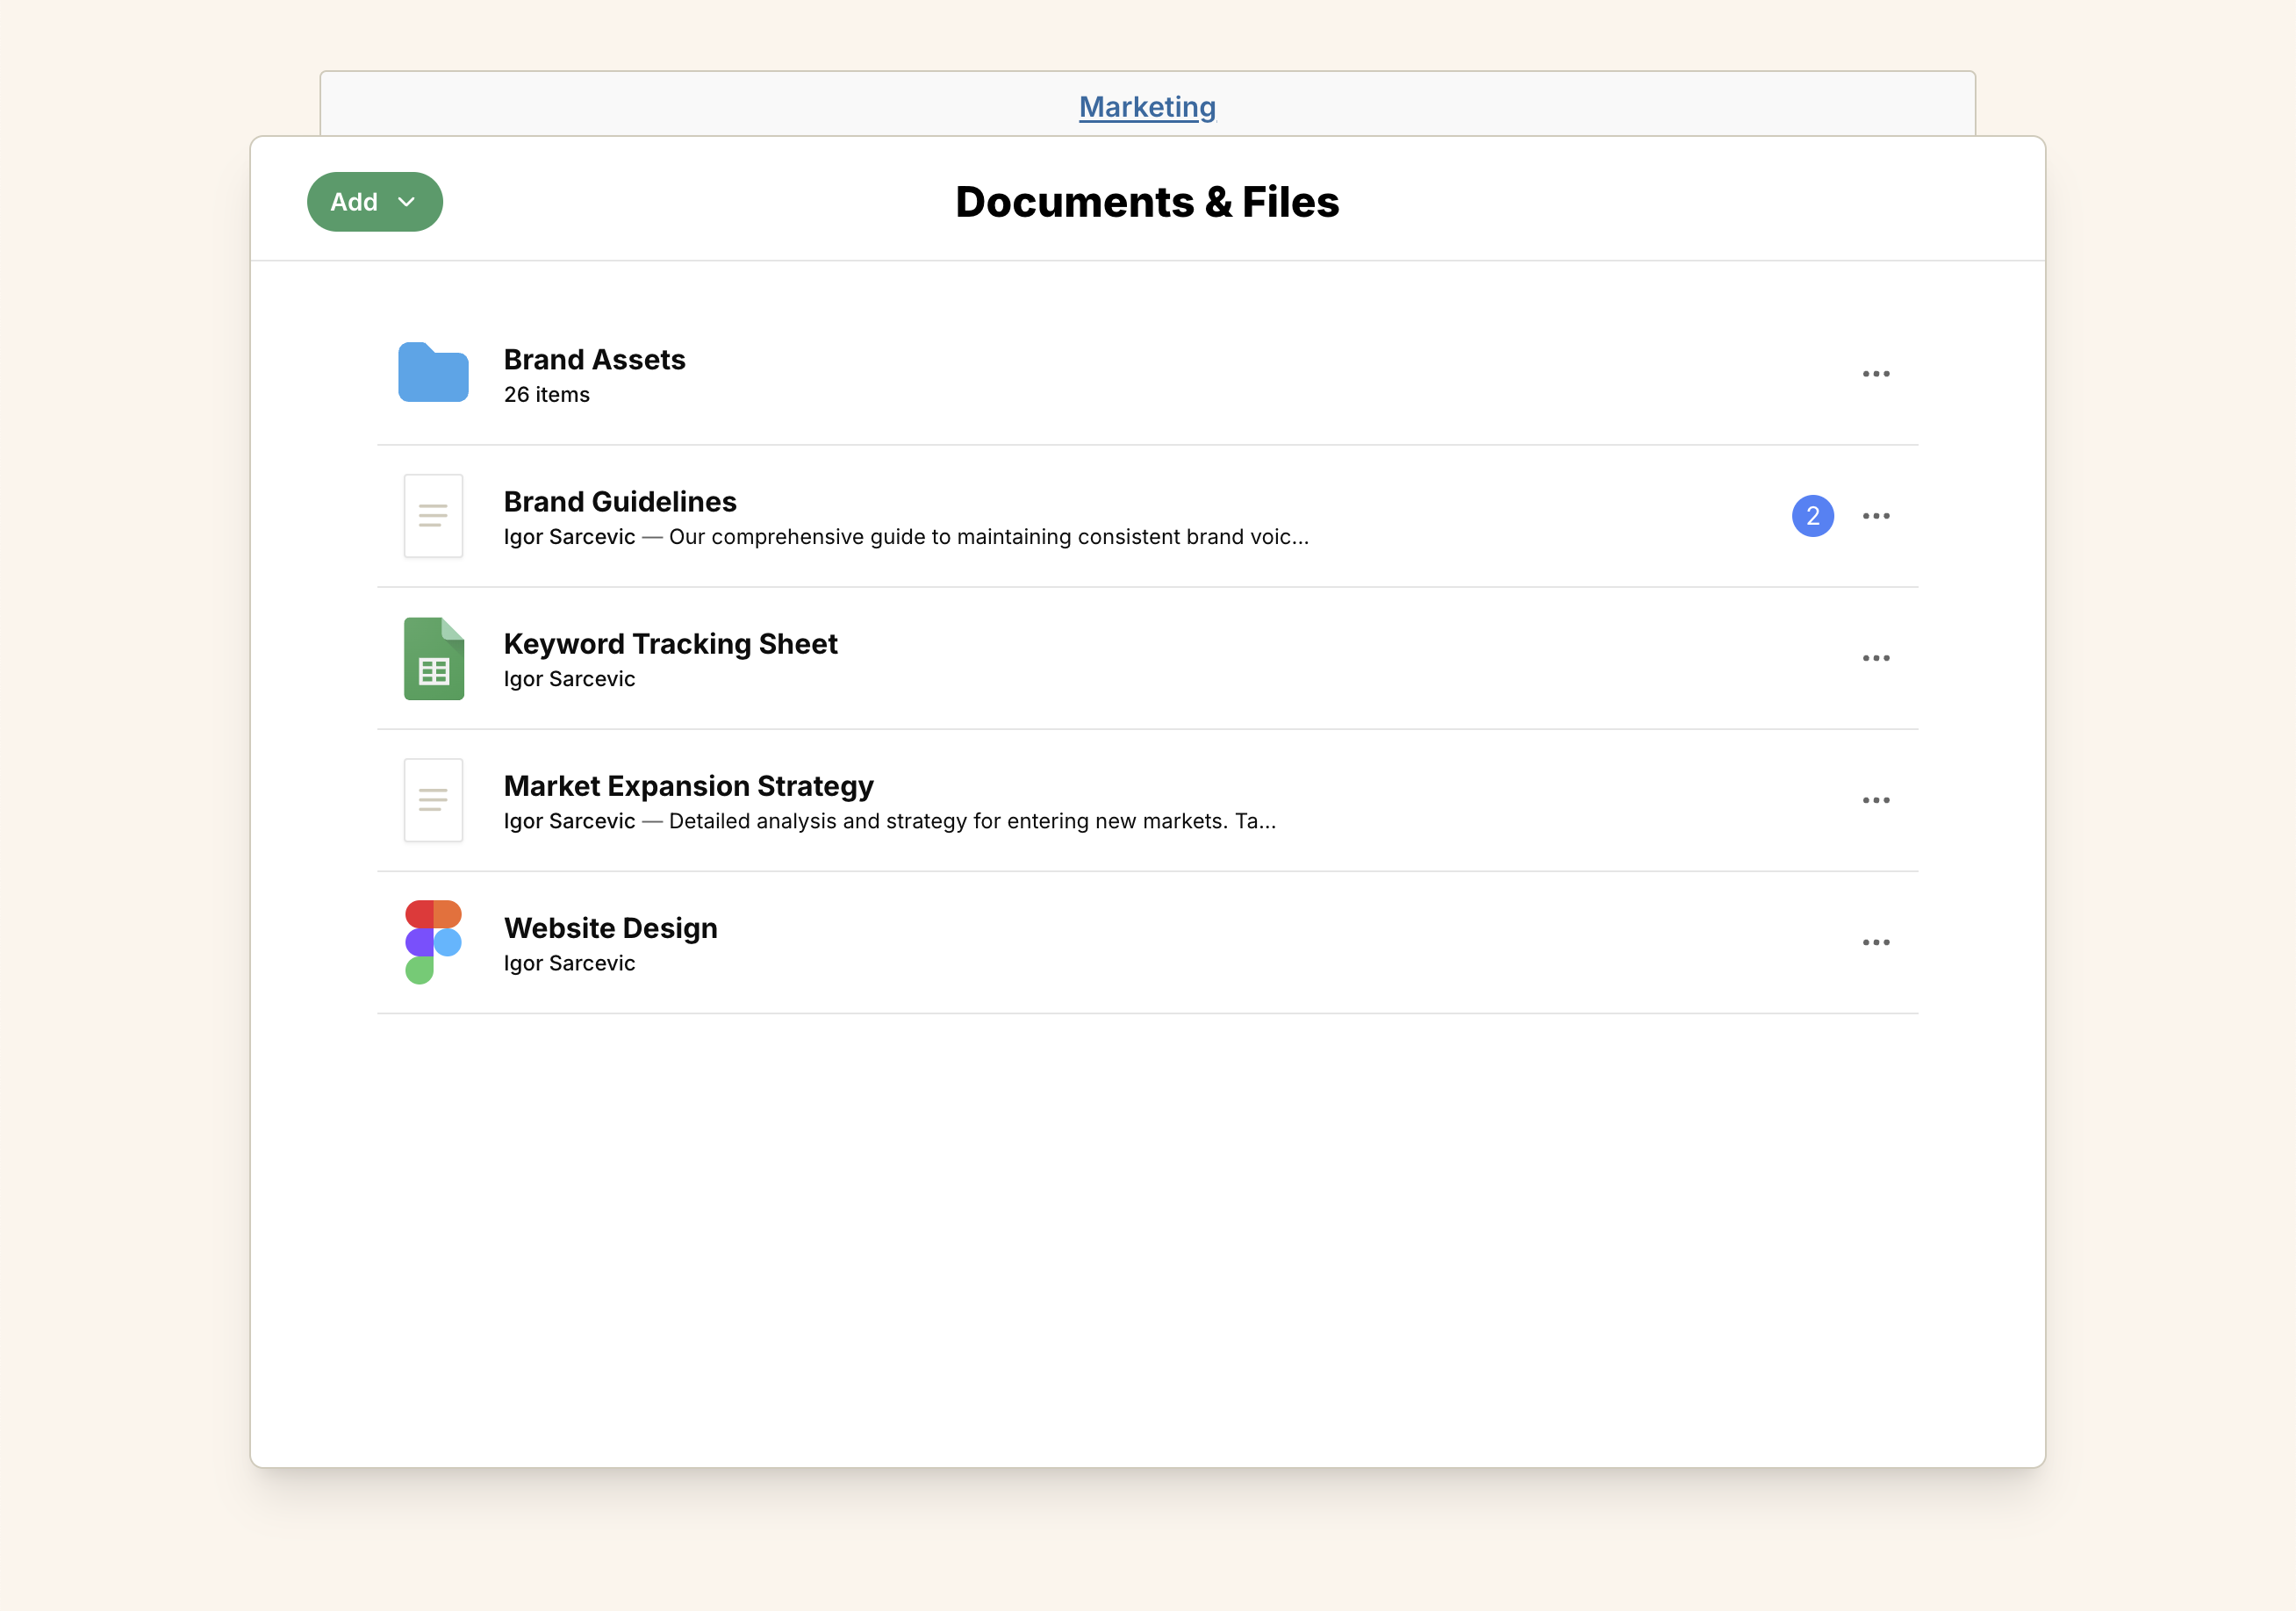 Marketing
Add
Documents & Files
Brand Assets
26 items
Brand Guidelines
Igor Sarcevic — Our comprehensive guide to maintaining consistent brand voic...
2
Keyword Tracking Sheet
Igor Sarcevic
Market Expansion Strategy
Igor Sarcevic — Detailed analysis and strategy for entering new markets. Ta...
Website Design
Igor Sarcevic